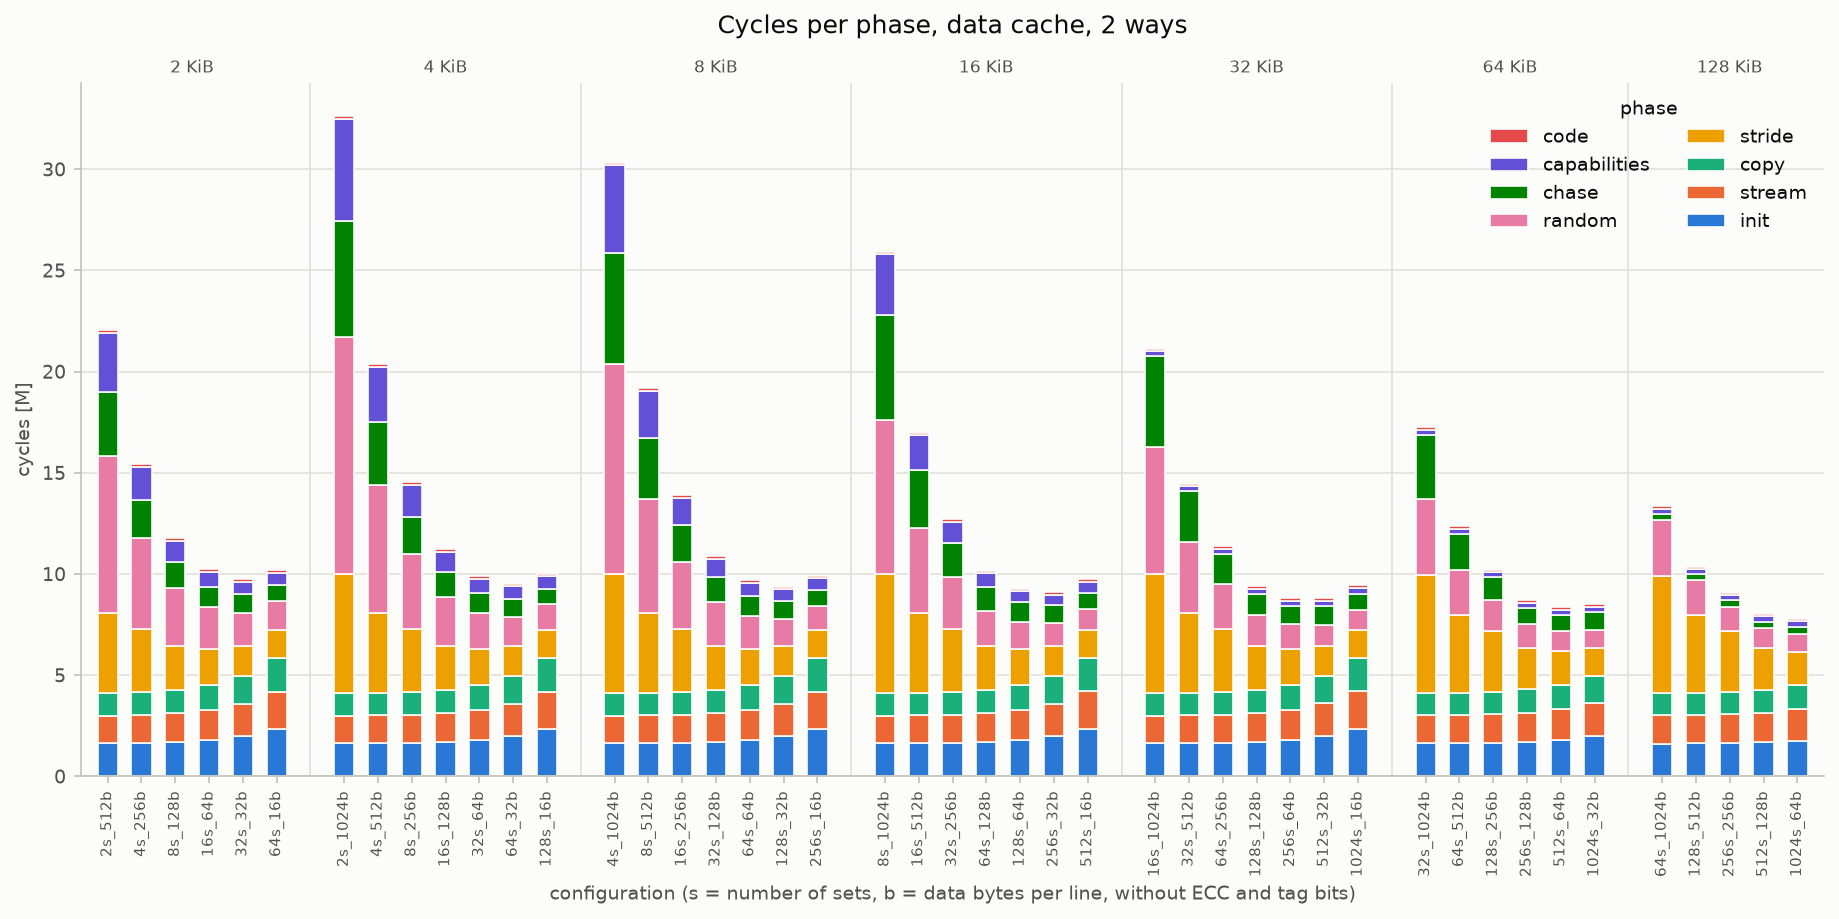 Cycles per phase, data cache, 2 ways
2 KiB 4 KiB 8 KiB 16 KiB 32 KiB 64 KiB 128 KiB
phase
code stride
capabilities copy
chase stream
random init
cycles [M]
30
25
20
15
10
5
0
2s_512b 4s_256b 8s_128b 16s_64b 32s_32b 64s_16b 2s_1024b 4s_512b 8s_256b 16s_128b 32s_64b 64s_32b 128s_16b 4s_1024b 8s_512b 16s_256b 32s_128b 64s_64b 128s_32b 256s_16b 8s_1024b 16s_512b 32s_256b 64s_128b 128s_64b 256s_32b 512s_16b 16s_1024b 32s_512b 64s_256b 128s_128b 256s_64b 512s_32b 1024s_16b 32s_1024b 64s_512b 128s_256b 256s_128b 512s_64b 1024s_32b 64s_1024b 128s_512b 256s_256b 512s_128b 1024s_64b
configuration (s = number of sets, b = data bytes per line, without ECC and tag bits)